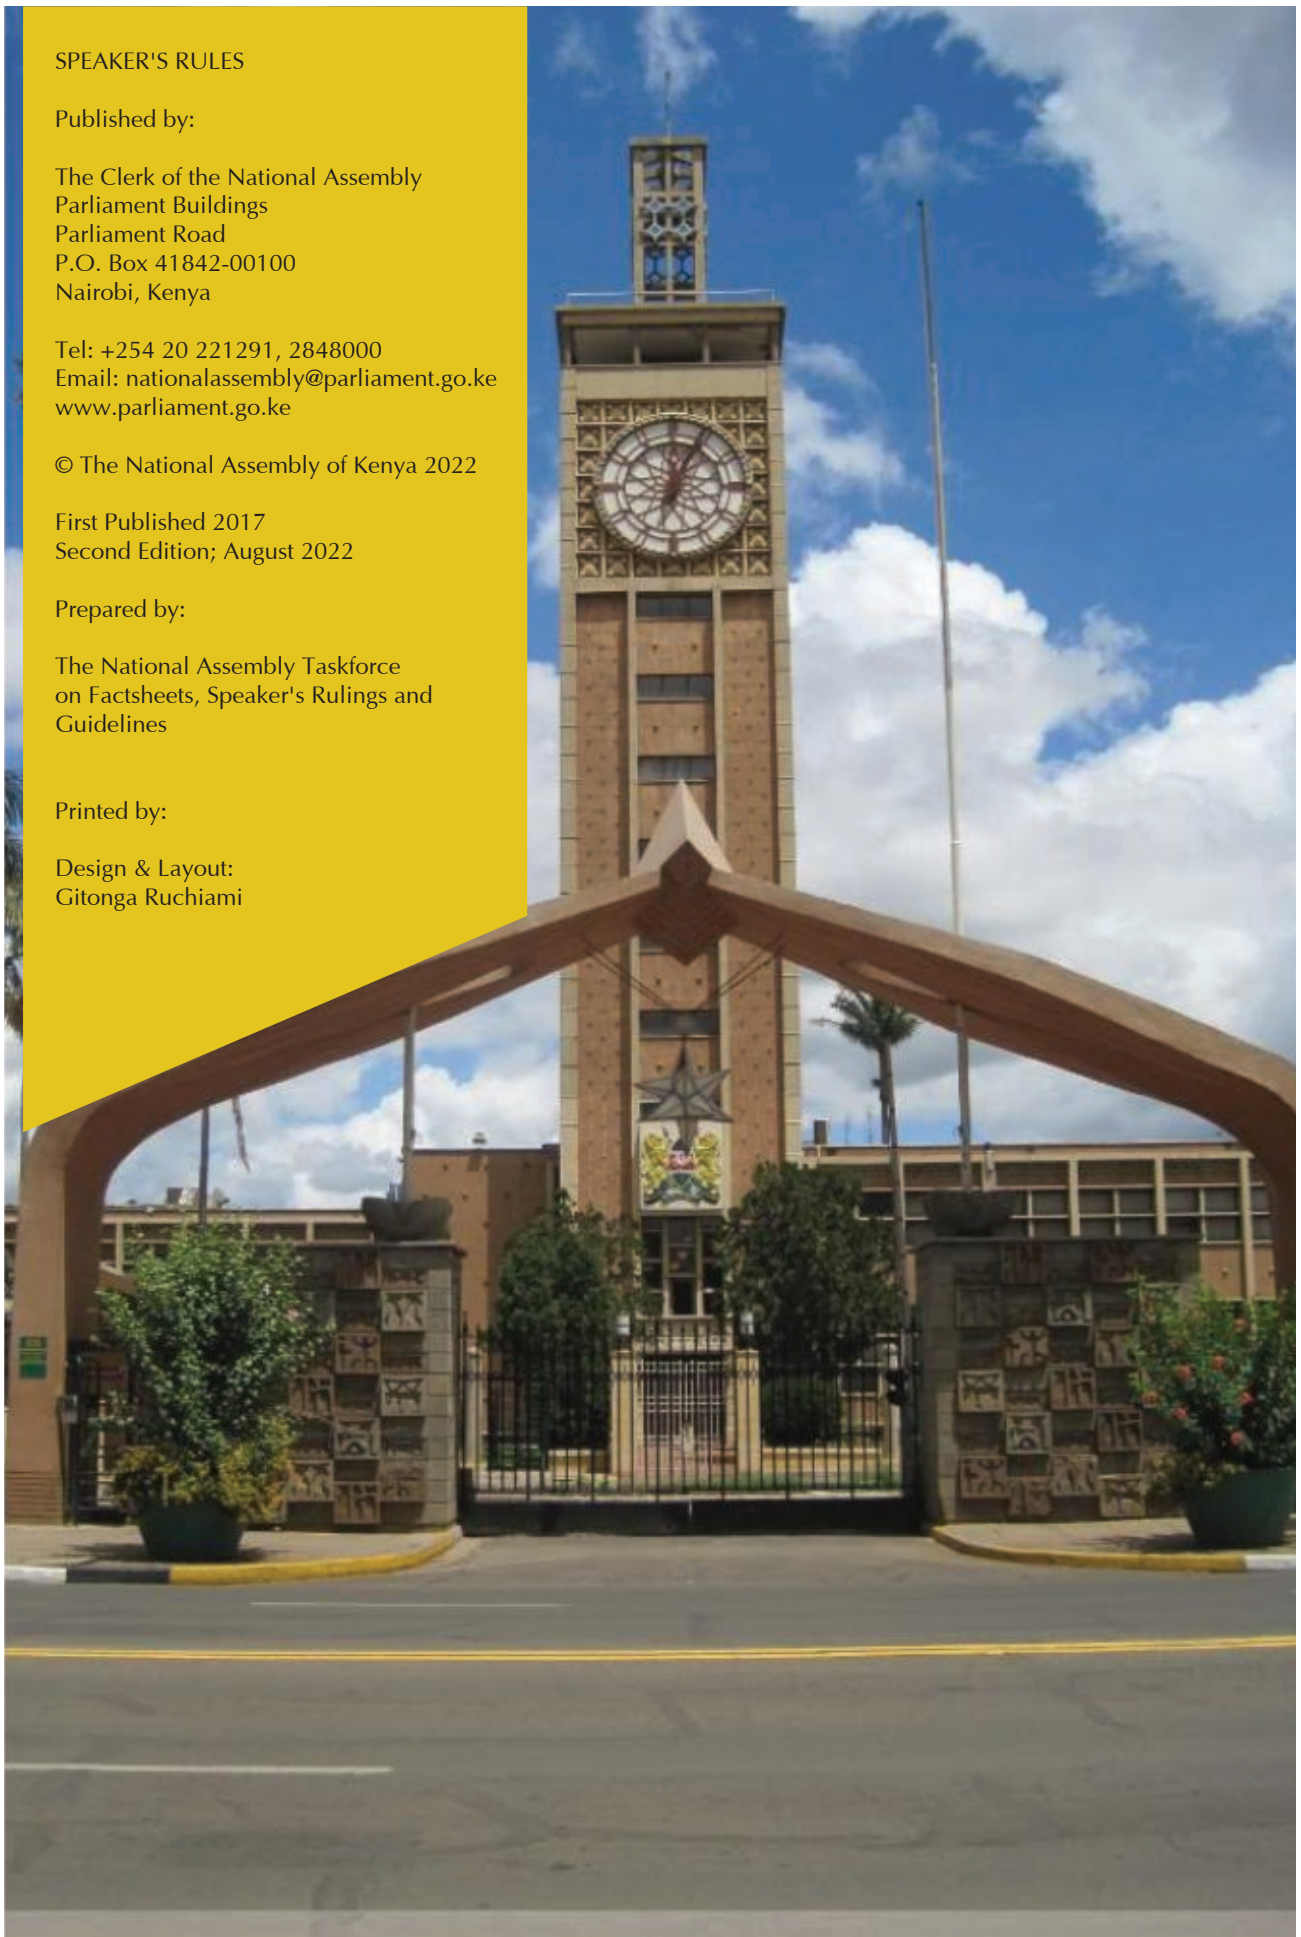 SPEAKER'S RULES
Published by:
The Clerk of the National Assembly
Parliament Buildings
Parliament Road
P.O. Box 41842-00100
Nairobi, Kenya
Tel: +254 20 221291, 2848000
Email: nationalassembly@parliament.go.ke
www.parliament.go.ke
© The National Assembly of Kenya 2022
First Published 2017
Second Edition; August 2022
Prepared by:
The National Assembly Taskforce
on Factsheets, Speaker's Rulings and
Guidelines
Printed by:
Design & Layout:
Gitonga Ruchiami